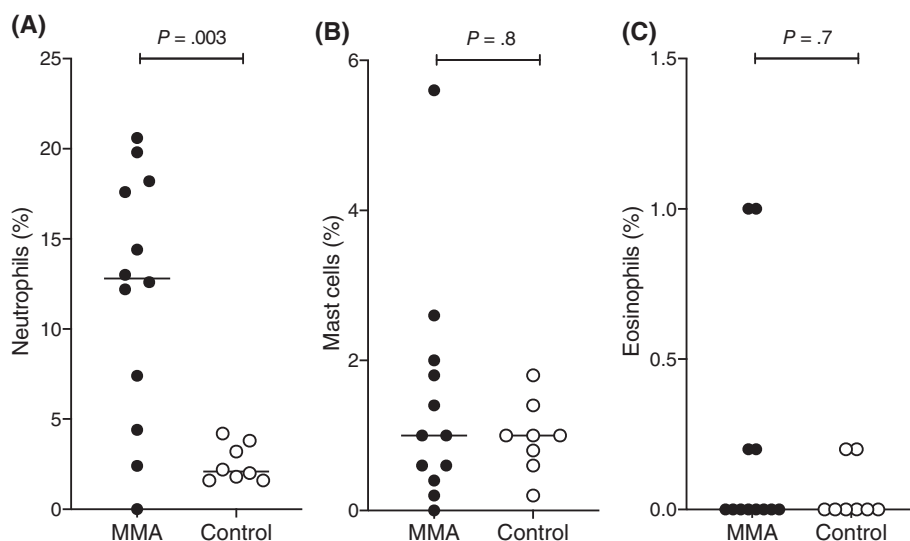 (A)
P = .003
Neutrophils (%)
25
20
15
10
5
0
MMA Control
(B)
P = .8
Mast cells (%)
6
4
2
0
MMA Control
(C)
P = .7
Eosinophils (%)
1.5
1.0
0.5
0.0
MMA Control